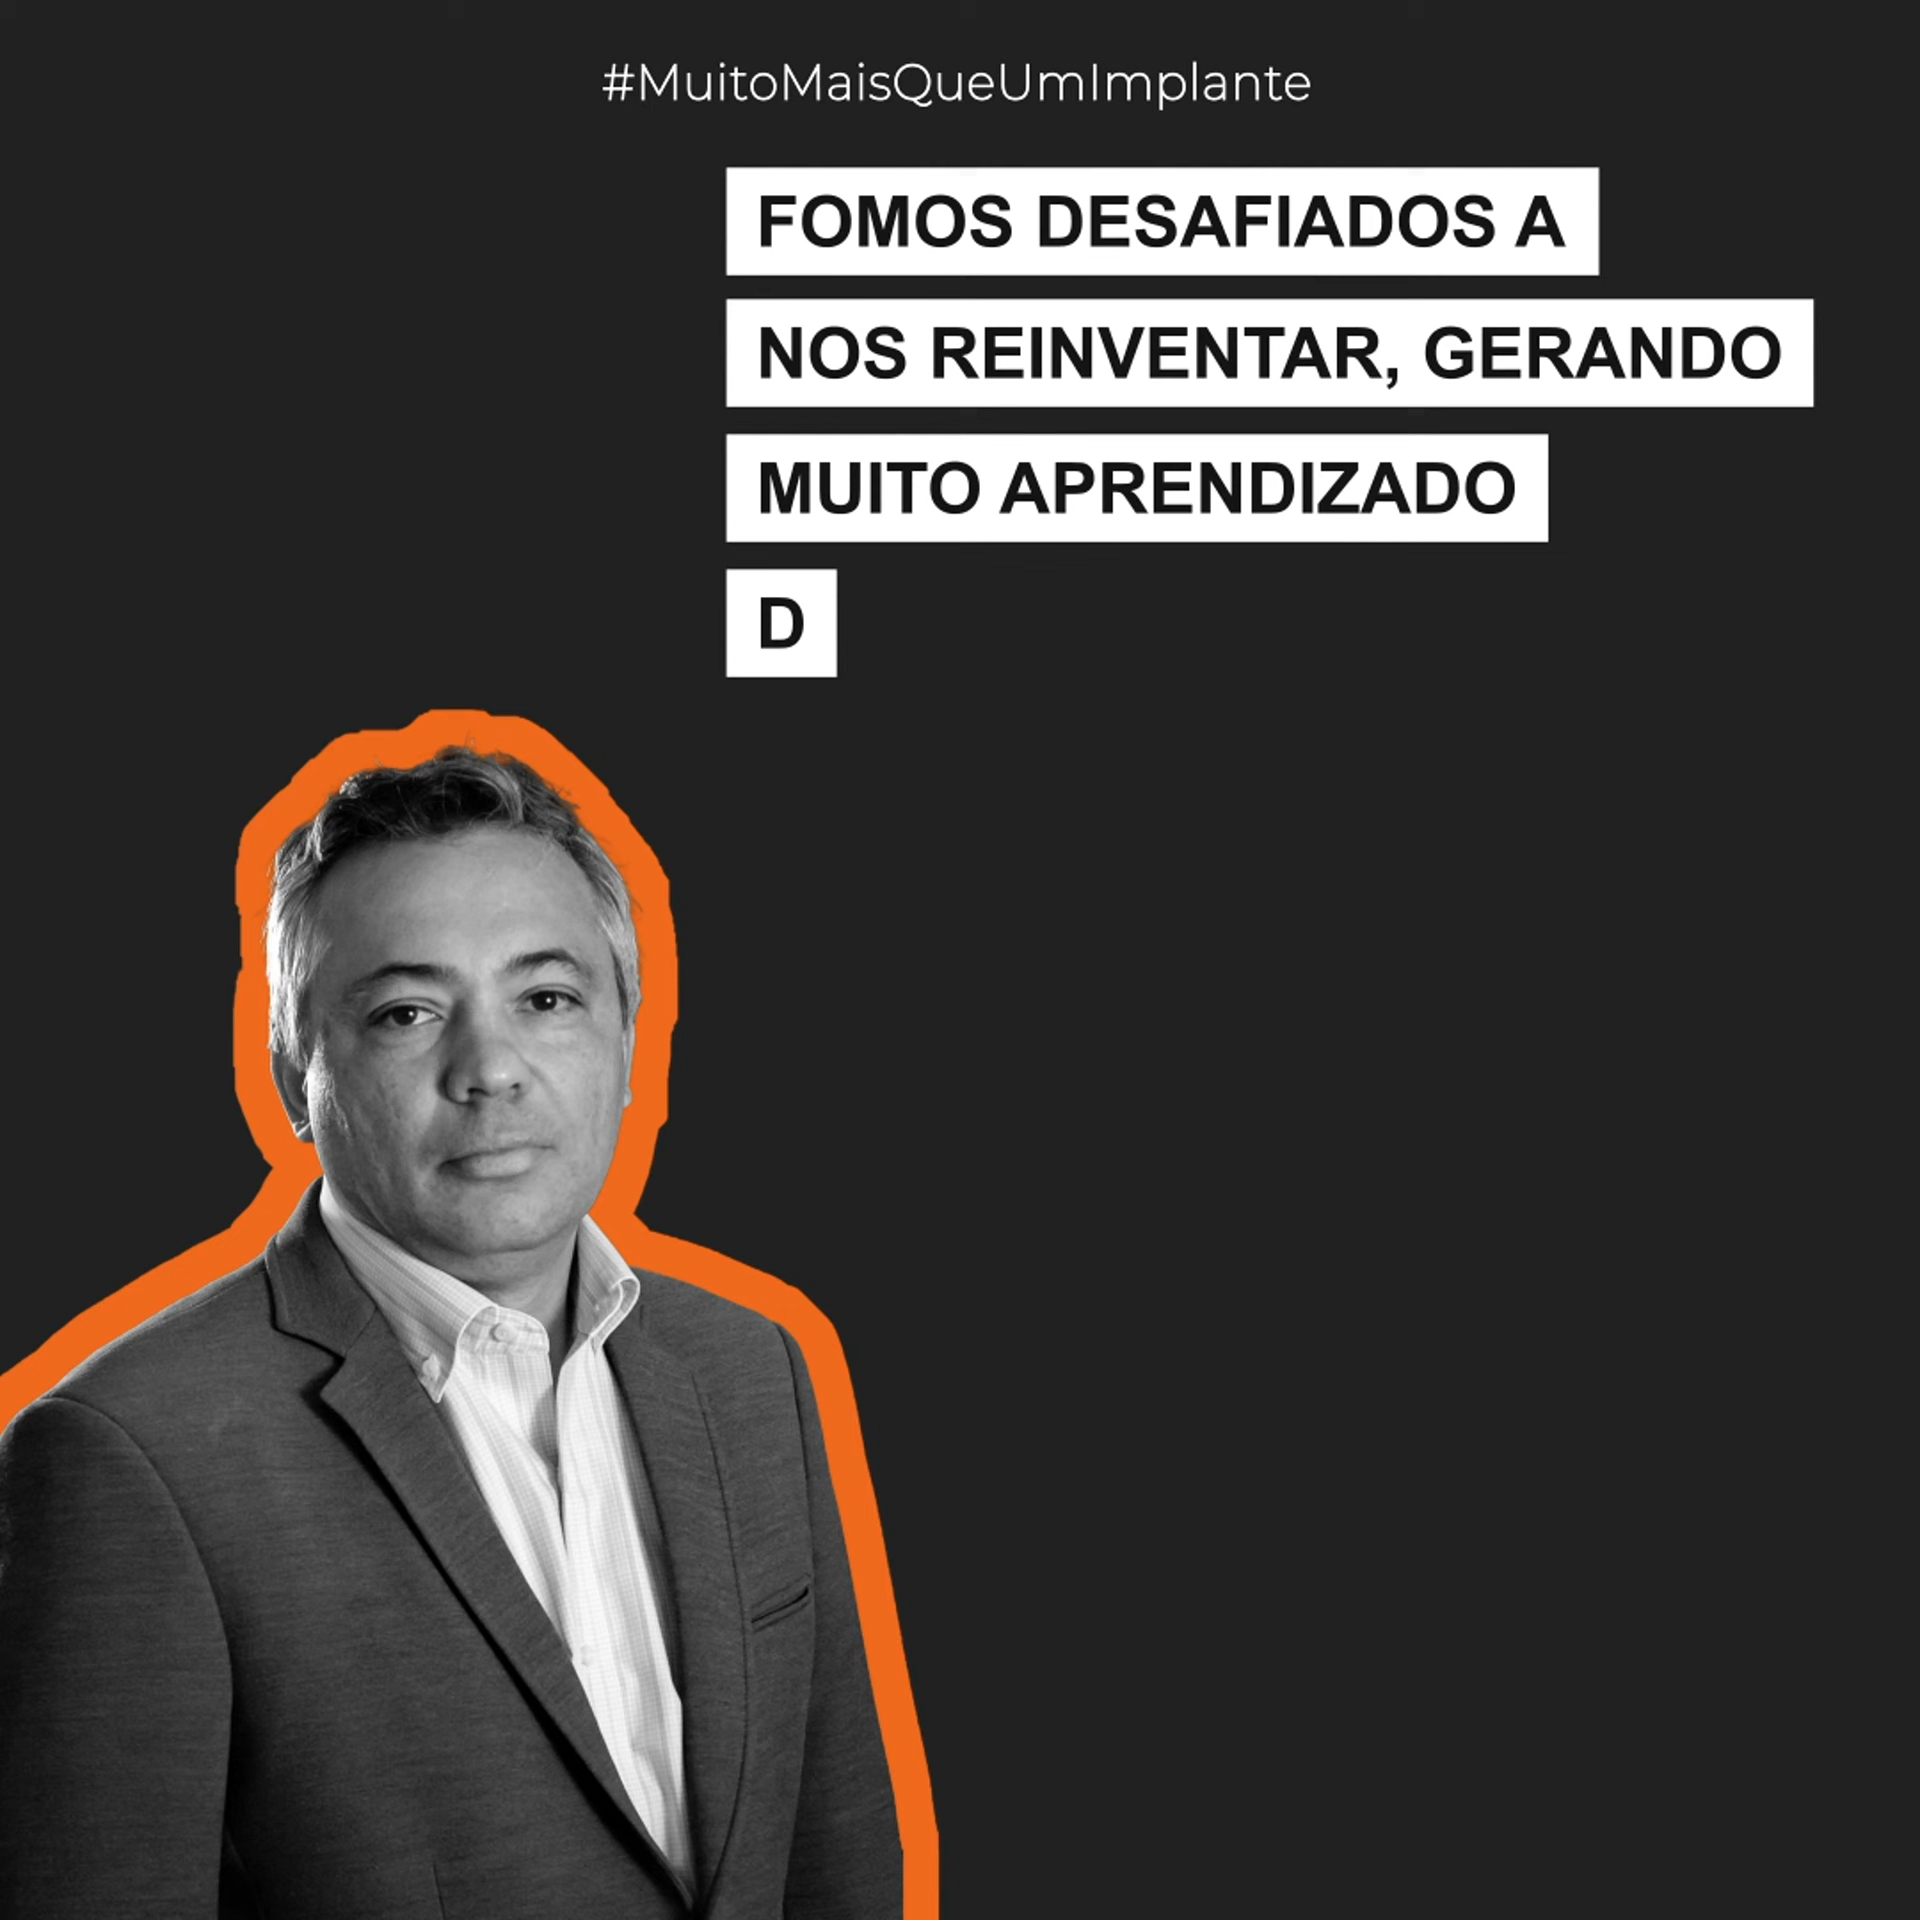 #MuitoMaisQueUmImplante
FOMOS DESAFIADOS A
NOS REINVENTAR, GERANDO
MUITO APRENDIZADO
D